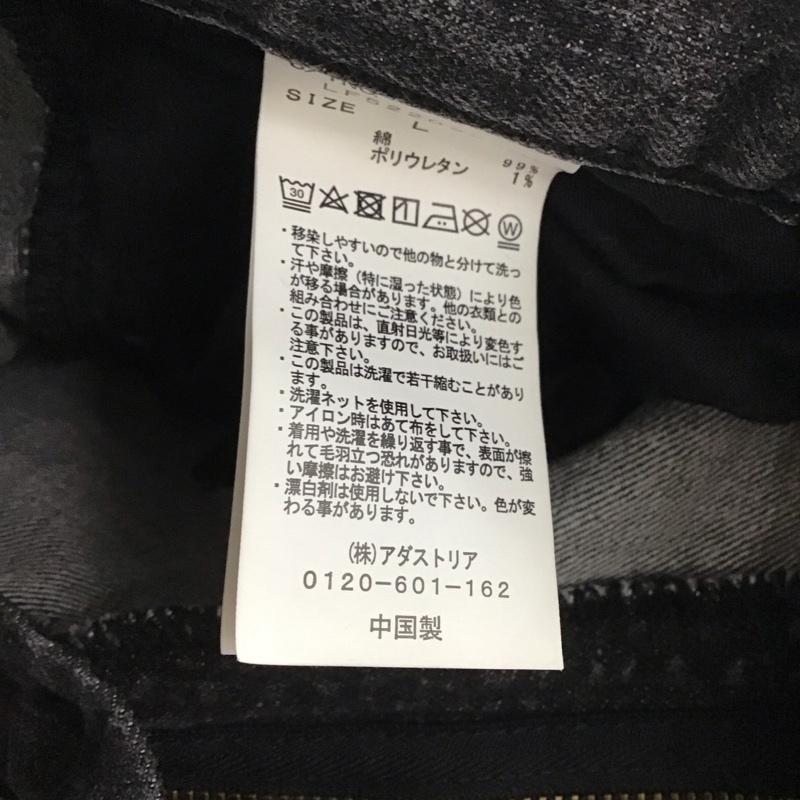 SIZE L
綿 99%
ポリウレタン 1%
30 W
・移染しやすいので他の物と分けて洗っ
て下さい。
・汗や摩擦（特に湿った状態）により色
が移る場合があります。他の衣類との
組み合わせにご注意ください。
・この製品は、直射日光等により変色す
る事がありますので、お取扱いにはご
注意下さい。
・この製品は洗濯で若干縮むことがあり
ます。
・洗濯ネットを使用して下さい。
・アイロン時はあて布をして下さい。
・着用や洗濯を繰り返す事で、表面が擦
れて毛羽立つ恐れがありますので、強
い摩擦はお避け下さい。
・漂白剤は使用しないで下さい。色が変
わる事があります。
(株)アダストリア
0120-601-162
中国製